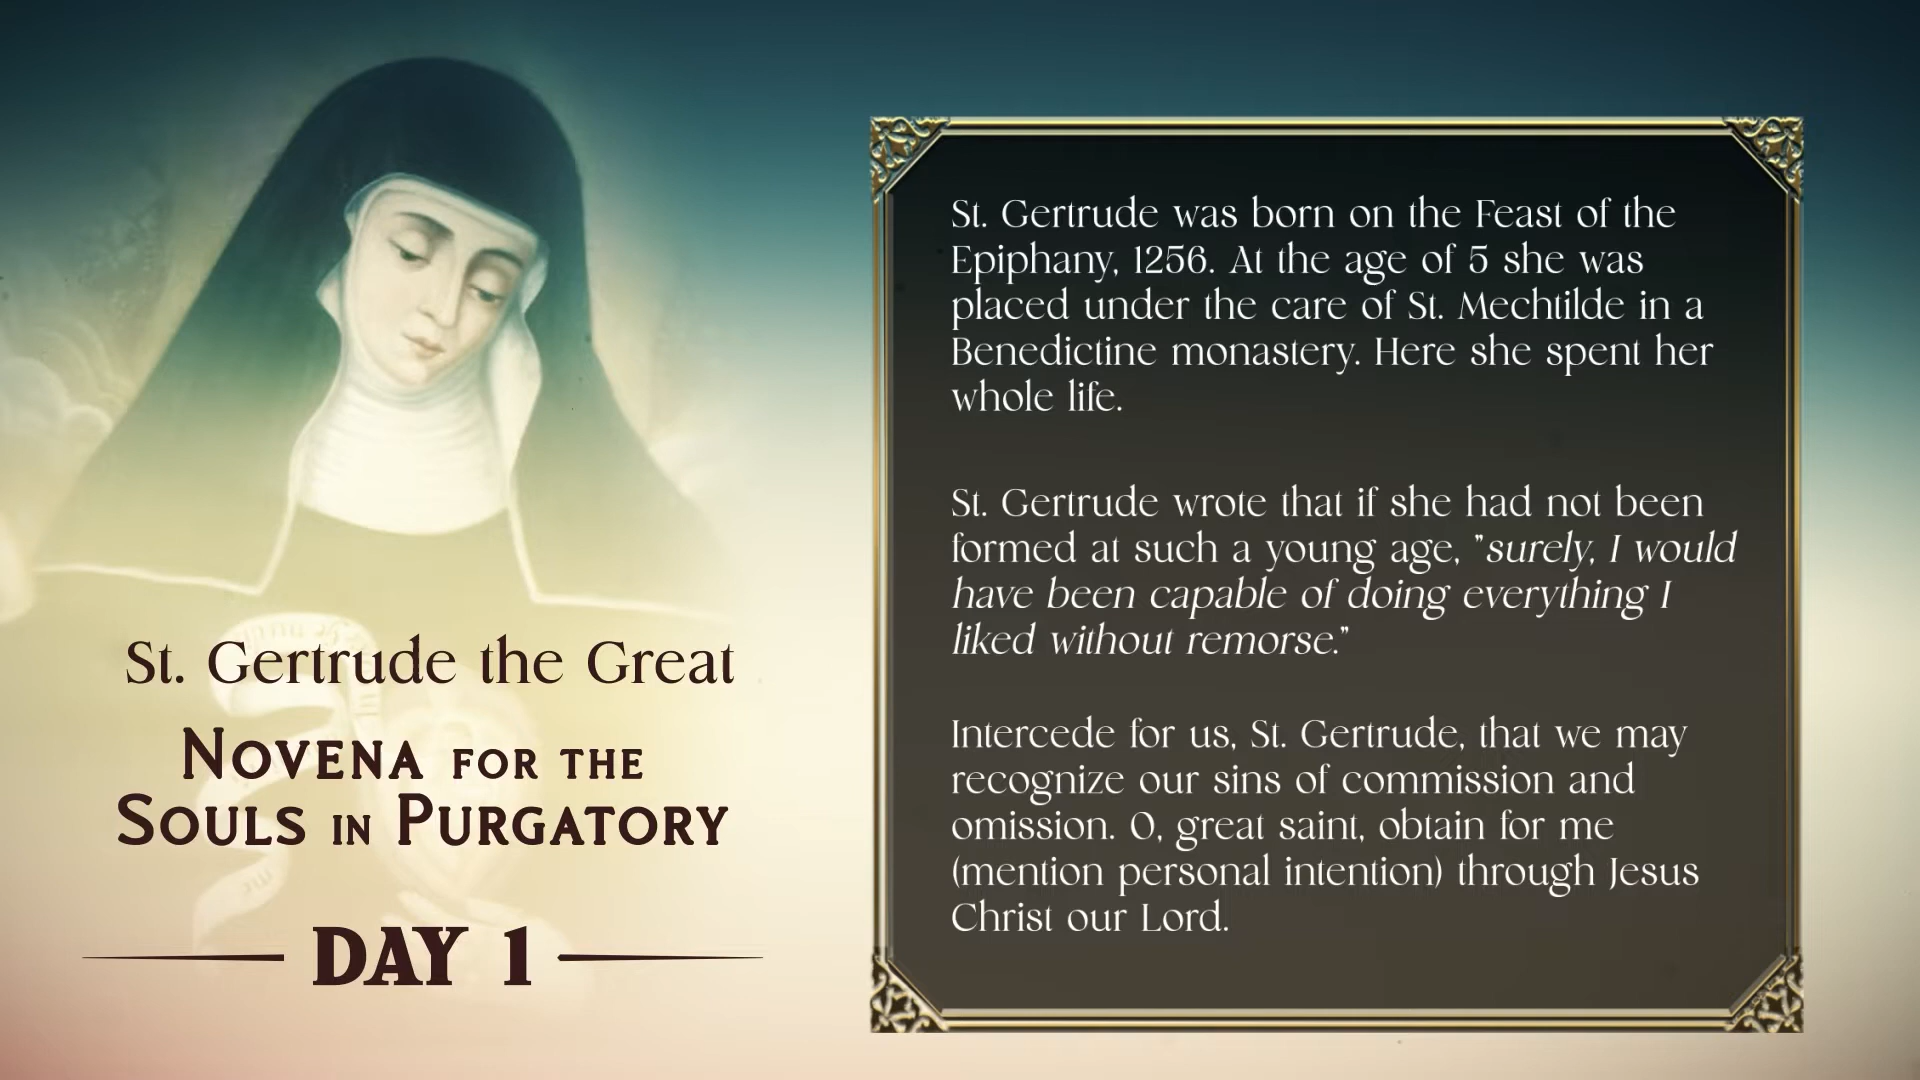 St. Gertrude the Great
Novena for the
Souls in Purgatory
DAY 1
St. Gertrude was born on the Feast of the
Epiphany, 1256. At the age of 5 she was
placed under the care of St. Mechtilde in a
Benedictine monastery. Here she spent her
whole life.
St. Gertrude wrote that if she had not been
formed at such a young age, "surely, I would
have been capable of doing everything I
liked without remorse."
Intercede for us, St. Gertrude, that we may
recognize our sins of commission and
omission. O, great saint, obtain for me
(mention personal intention) through Jesus
Christ our Lord.